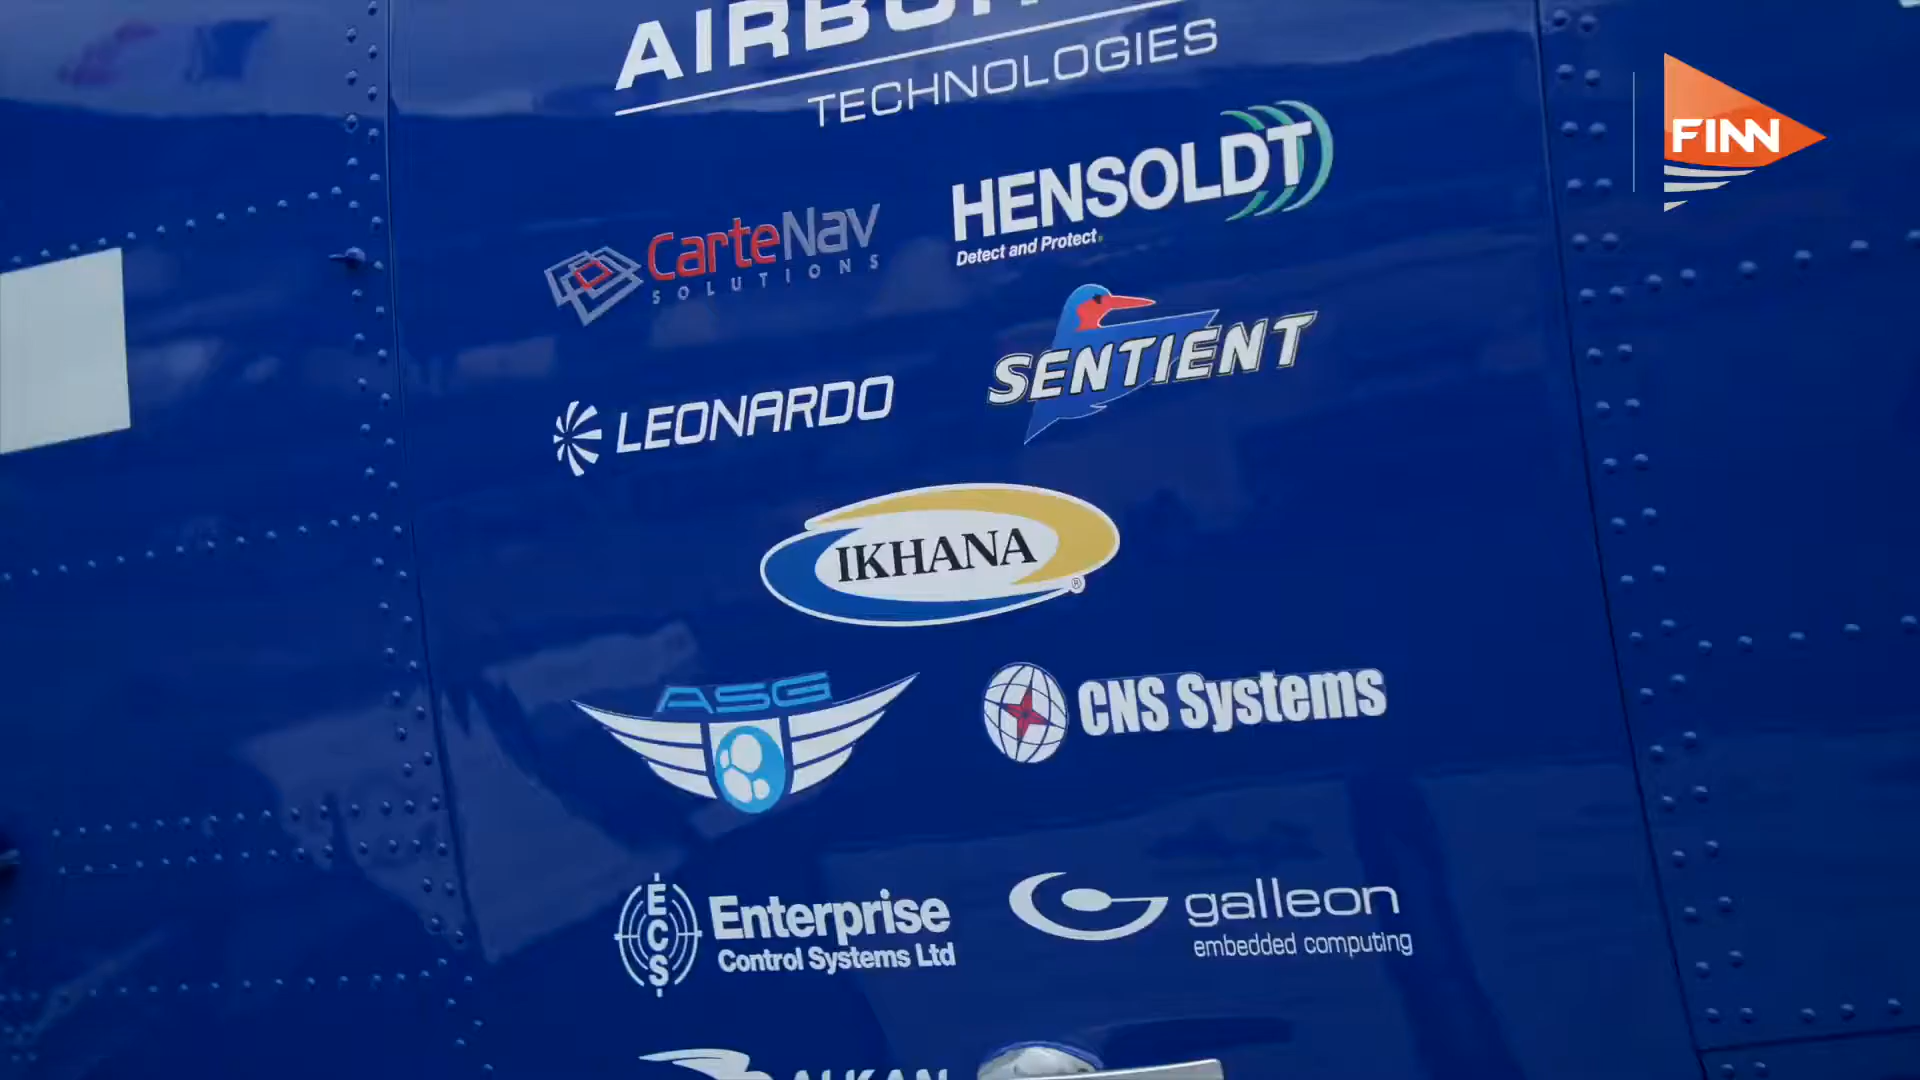 TECHNOLOGIES
FINN
HENSOLDT
Detect and Protect.
CarteNav
SOLUTIONS
SENTIENT
LEONARDO
IKHANA
®
ASG
CNS Systems
ECS
Enterprise
Control Systems Ltd
galleon
embedded computing